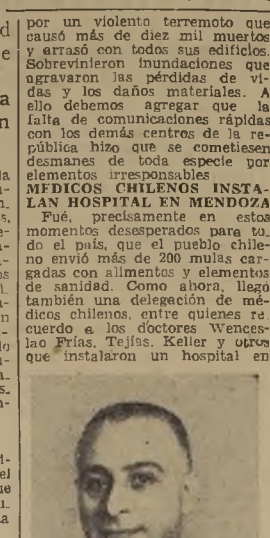 por un violento terremoto que
causó más de diez mil muertos
y arrasó con todos sus edificios.
Sobrevinieron inundaciones que
agravaron las pérdidas de vi-
das y los daños materiales. A
ello debemos agregar que la
falta de comunicaciones rápidas
con los demás centros de la re-
pública hizo que se cometiesen
desmanes de toda especie por
elementos irresponsables
MEDICOS CHILENOS INSTA-
LAN HOSPITAL EN MENDOZA
Fué, precisamente en estos
momentos desesperados para to-
do el país, que el pueblo chile-
no envió más de 200 mulas car-
gadas con alimentos y elementos
de sanidad. Como ahora, llegó
también una delegación de mé-
dicos chilenos, entre quienes re
cuerdo a los doctores Wences-
lao Frías, Tejías, Keller y otros
que instalaron un hospital en